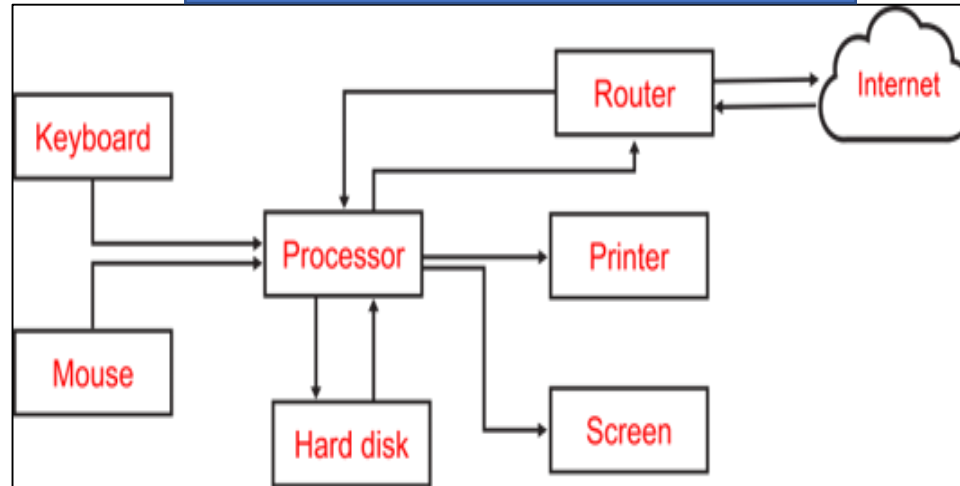 Internet
Router
Keyboard
Processor
Printer
Mouse
Hard disk
Screen